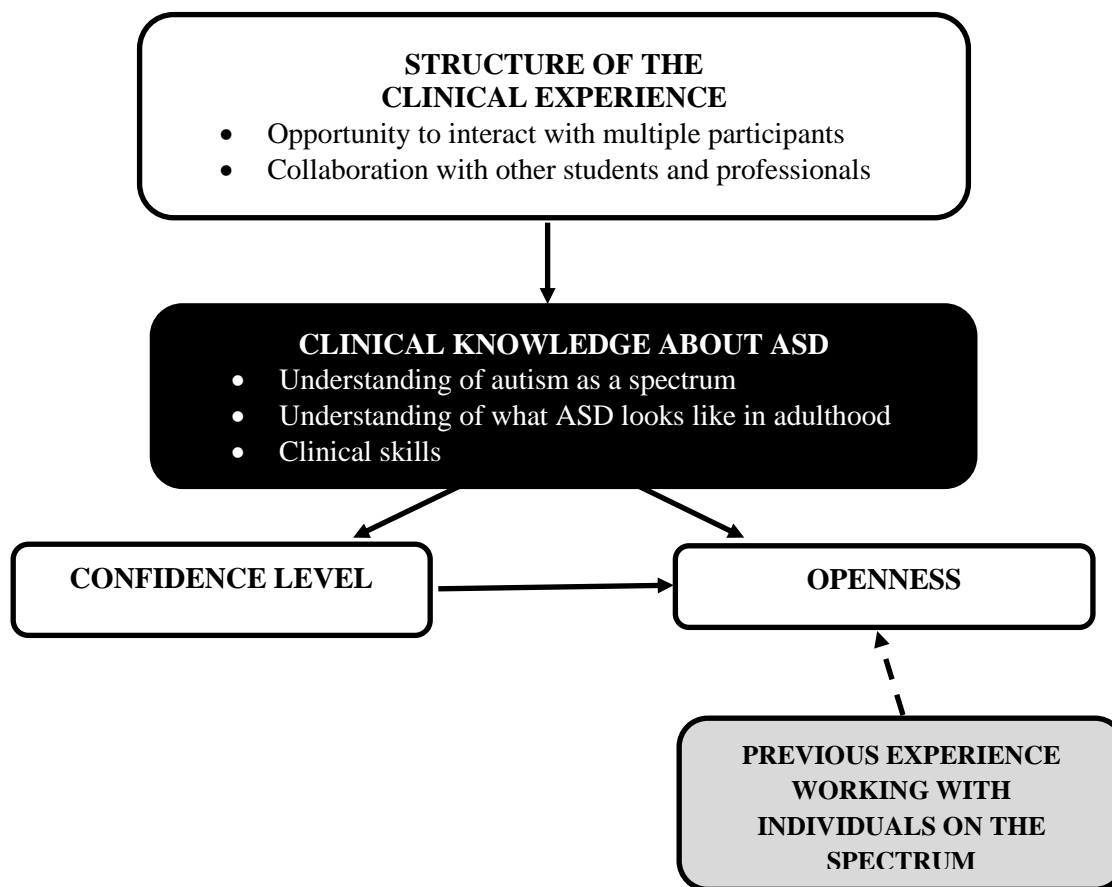 STRUCTURE OF THE
CLINICAL EXPERIENCE
• Opportunity to interact with multiple participants
• Collaboration with other students and professionals
CLINICAL KNOWLEDGE ABOUT ASD
• Understanding of autism as a spectrum
• Understanding of what ASD looks like in adulthood
• Clinical skills
CONFIDENCE LEVEL
OPENNESS
PREVIOUS EXPERIENCE
WORKING WITH
INDIVIDUALS ON THE
SPECTRUM